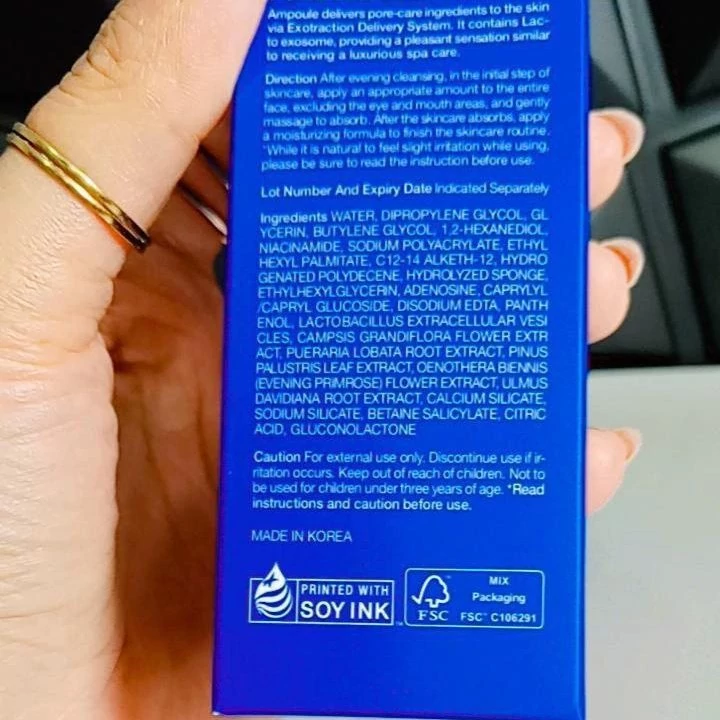 Ampoule delivers pore-care ingredients to the skin
via Exotraction Delivery System. It contains Lac-
to exosome, providing a pleasant sensation similar
to receiving a luxurious spa care.
Direction After evening cleansing, in the initial step of
skincare, apply an appropriate amount to the entire
face, excluding the eye and mouth areas, and gently
massage to absorb. After the skincare absorbs, apply
a moisturizing formula to finish the skincare routine.
*While it is natural to feel slight irritation while using,
please be sure to read the instruction before use.
Lot Number And Expiry Date Indicated Separately
Ingredients WATER, DIPROPYLENE GLYCOL, GL
YCERIN, BUTYLENE GLYCOL, 1,2-HEXANEDIOL,
NIACINAMIDE, SODIUM POLYACRYLATE, ETHYL
HEXYL PALMITATE, C12-14 ALKETH-12, HYDRO
GENATED POLYDECENE, HYDROLYZED SPONGE,
ETHYLHEXYLGLYCERIN, ADENOSINE, CAPRYLYL
/CAPRYL GLUCOSIDE, DISODIUM EDTA, PANTH
ENOL, LACTOBACILLUS EXTRACELLULAR VESI
CLES, CAMPSIS GRANDIFLORA FLOWER EXTR
ACT, PUERARIA LOBATA ROOT EXTRACT, PINUS
PALUSTRIS LEAF EXTRACT, OENOTHERA BIENNIS
(EVENING PRIMROSE) FLOWER EXTRACT, ULMUS
DAVIDIANA ROOT EXTRACT, CALCIUM SILICATE,
SODIUM SILICATE, BETAINE SALICYLATE, CITRIC
ACID, GLUCONOLACTONE
Caution For external use only. Discontinue use if ir-
ritation occurs. Keep out of reach of children. Not to
be used for children under three years of age. *Read
instructions and caution before use.
MADE IN KOREA
PRINTED WITH
SOY INK™
FSC™
MIX
Packaging
FSC™ C106291